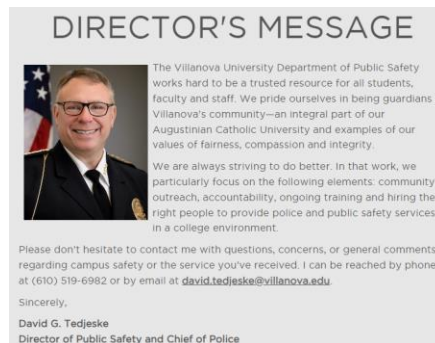 DIRECTOR'S MESSAGE
The Villanova University Department of Public Safety
works hard to be a trusted resource for all students,
faculty and staff. We pride ourselves in being guardians
Villanova's community—an integral part of our
Augustinian Catholic University and examples of our
values of fairness, compassion and integrity.
We are always striving to do better. In that work, we
particularly focus on the following elements: community
outreach, accountability, ongoing training and hiring the
right people to provide police and public safety services
in a college environment.
Please don't hesitate to contact me with questions, concerns, or general comments
regarding campus safety or the service you've received. I can be reached by phone
at (610) 519-6982 or by email at david.tedjeske@villanova.edu.
Sincerely,
David G. Tedjeske
Director of Public Safety and Chief of Police